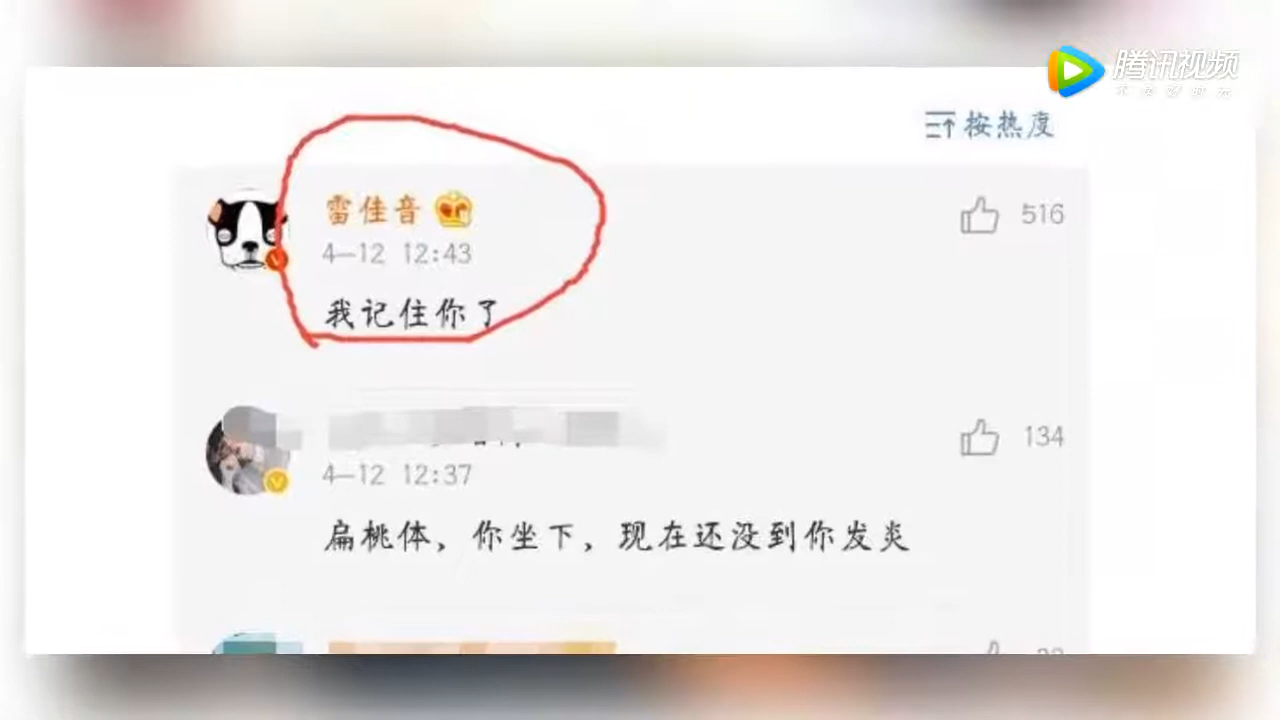 腾讯视频
按热度
雷佳音
516
4-12 12:43
我记住你了
134
4-12 12:37
扁桃体，你坐下，现在还没到你发炎